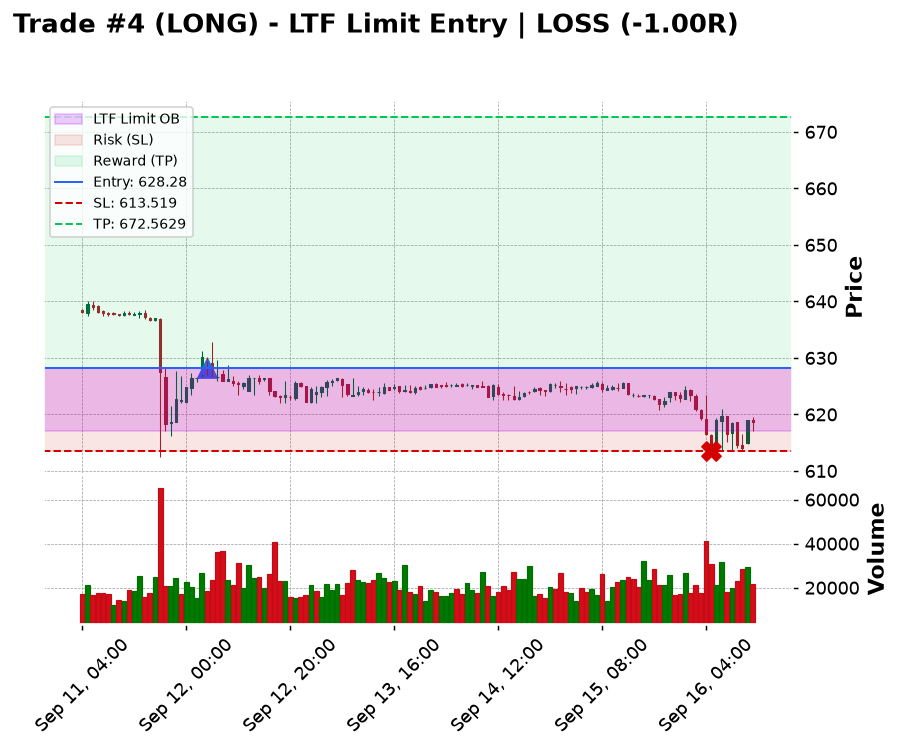 Trade #4 (LONG) - LTF Limit Entry | LOSS (-1.00R)
LTF Limit OB
Risk (SL)
Reward (TP)
Entry: 628.28
SL: 613.519
TP: 672.5629
670
660
650
640
630
620
610
Price
60000
40000
20000
Volume
Sep 11, 04:00
Sep 12, 00:00
Sep 12, 20:00
Sep 13, 16:00
Sep 14, 12:00
Sep 15, 08:00
Sep 16, 04:00